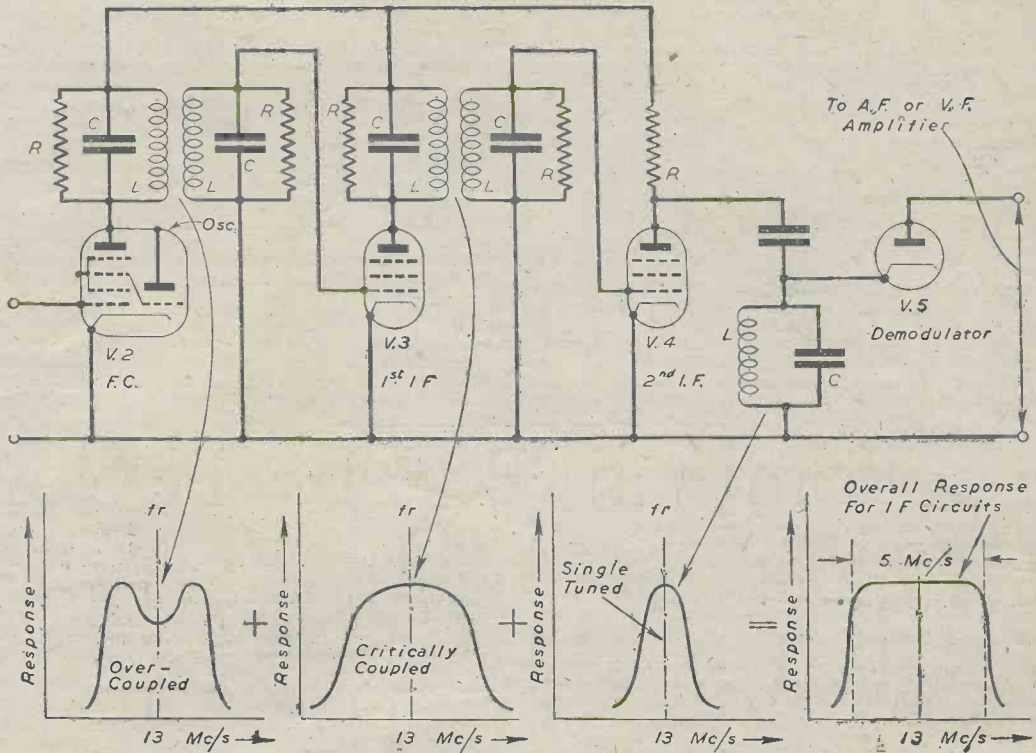 R
C
L
L
C
R
R
C
L
L
C
R
R
To A.F. or V.F.
Amplifier
Osc.
V.2
F.C.
V.3
1st IF
V.4
2nd I.F.
L
C
V.5
Demodulator
fr
Response
Over-
Coupled
13 Mc/s
+
fr
Response
Critically
Coupled
13 Mc/s
+
fr
Response
Single
Tuned
13 Mc/s
=
Overall Response
For IF Circuits
5 Mc/s
Response
13 Mc/s